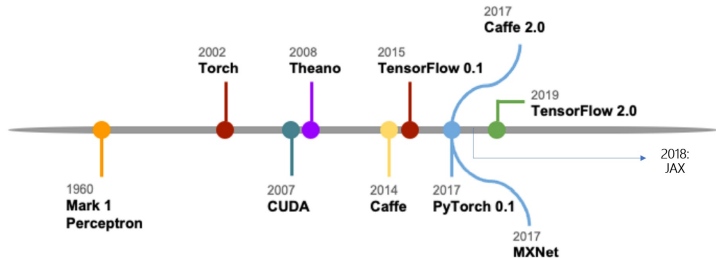 2017
Caffe 2.0
2002
Torch
2008
Theano
2015
TensorFlow 0.1
2019
TensorFlow 2.0
1960
Mark 1
Perceptron
2007
CUDA
2014
Caffe
2017
PyTorch 0.1
2018:
JAX
2017
MXNet